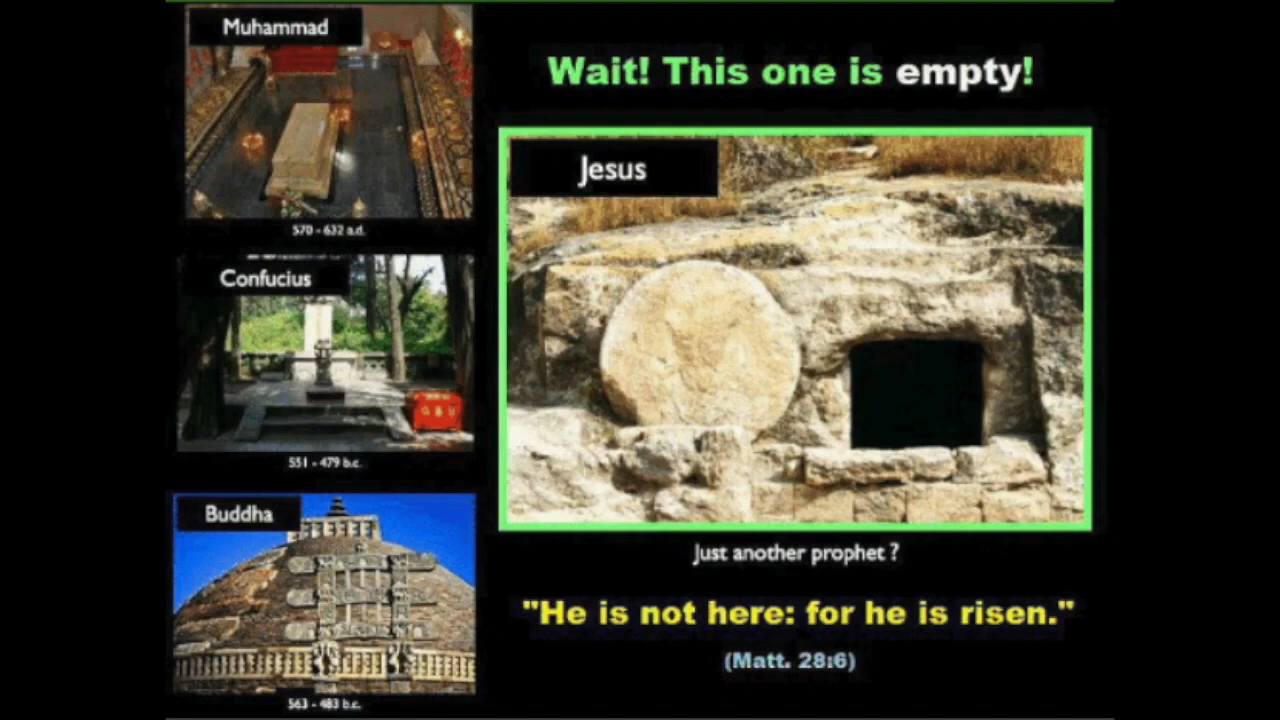 Muhammad
570 - 632 a.d.
Confucius
551 - 479 b.c.
Buddha
563 - 483 b.c.
Wait! This one is empty!
Jesus
Just another prophet ?
"He is not here: for he is risen."
(Matt. 28:6)